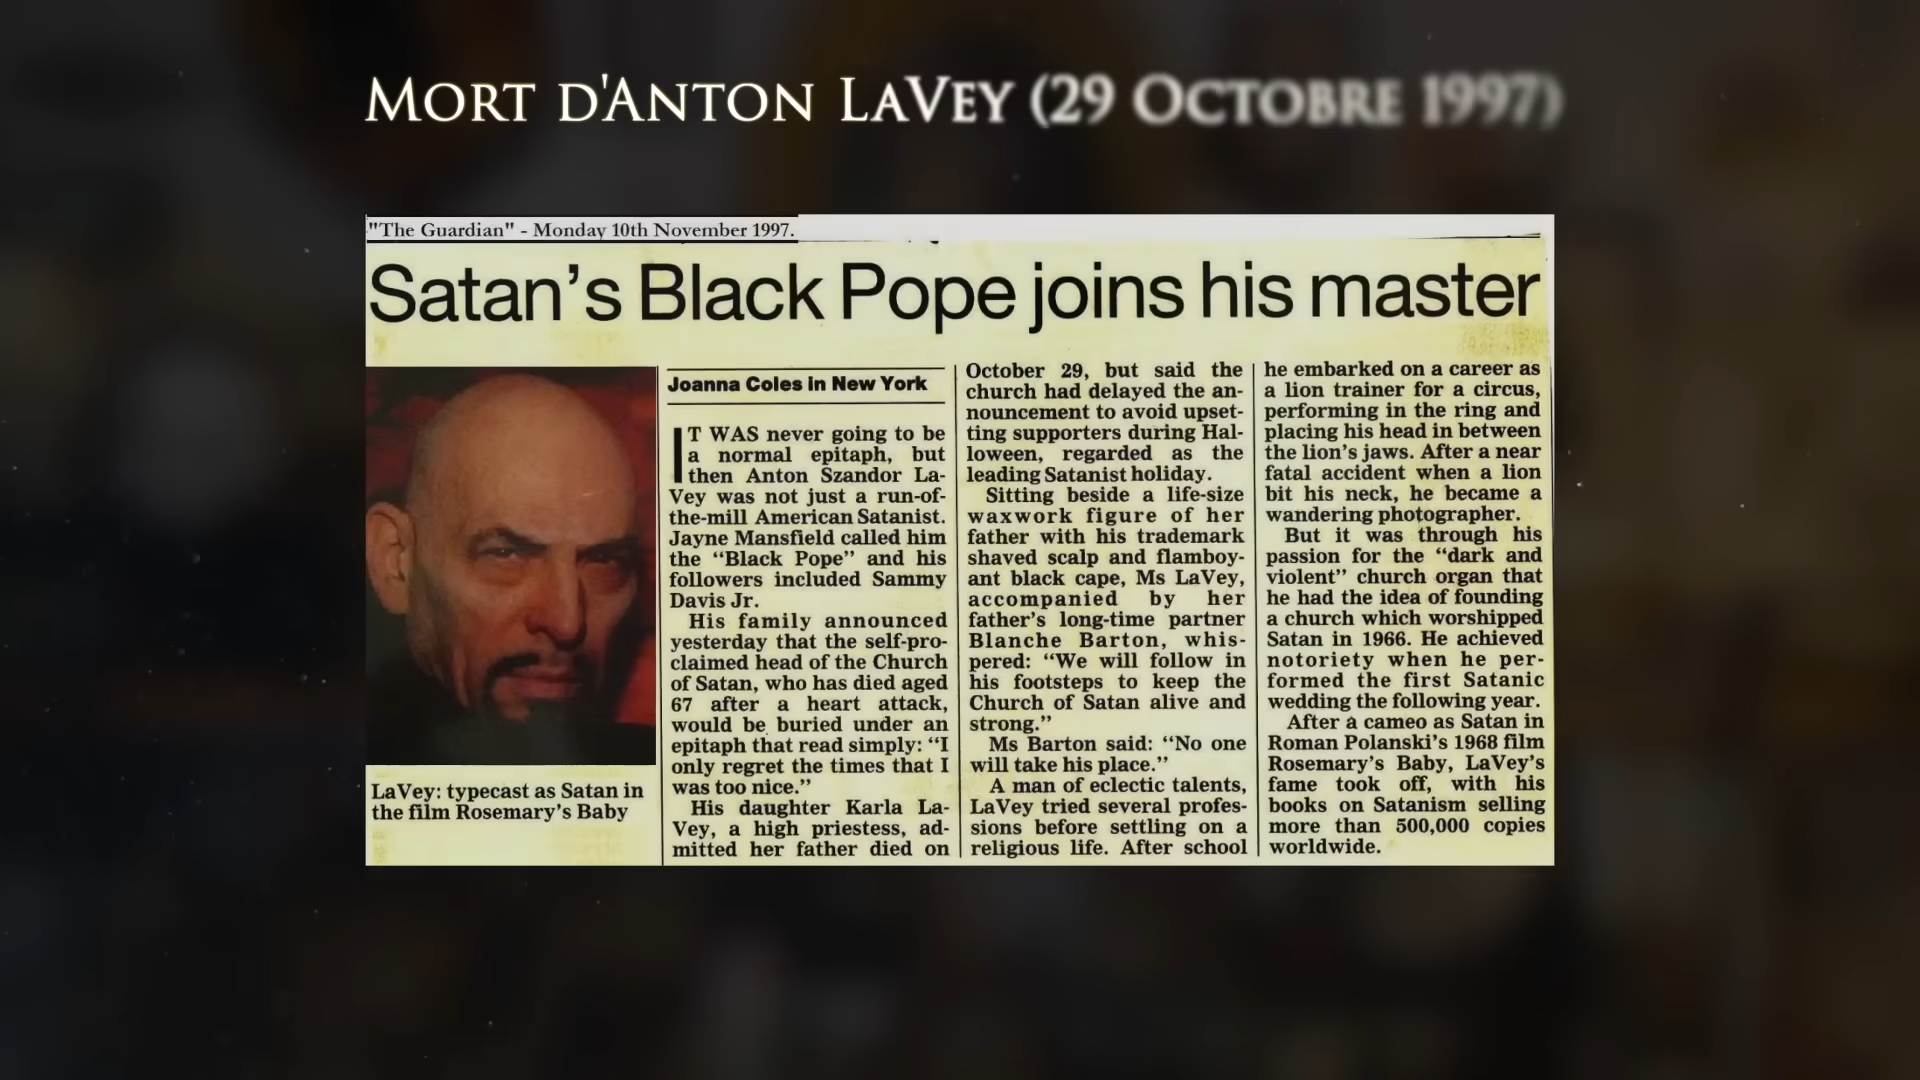 MORT D'ANTON LAVEY (29 OCTOBRE 1997)
"The Guardian" - Monday 10th November 1997.
Satan's Black Pope joins his master
LaVey: typecast as Satan in
the film Rosemary's Baby
Joanna Coles in New York
IT WAS never going to be
a normal epitaph, but
then Anton Szandor La-
Vey was not just a run-of-
the-mill American Satanist.
Jayne Mansfield called him
the "Black Pope" and his
followers included Sammy
Davis Jr.
His family announced
yesterday that the self-pro-
claimed head of the Church
of Satan, who has died aged
67 after a heart attack,
would be buried under an
epitaph that read simply: "I
only regret the times that I
was too nice."
His daughter Karla La-
Vey, a high priestess, ad-
mitted her father died on
October 29, but said the
church had delayed the an-
nouncement to avoid upset-
ting supporters during Hal-
loween, regarded as the
leading Satanist holiday.
Sitting beside a life-size
waxwork figure of her
father with his trademark
shaved scalp and flamboy-
ant black cape, Ms LaVey,
accompanied by her
father's long-time partner
Blanche Barton, whis-
pered: "We will follow in
his footsteps to keep the
Church of Satan alive and
strong."
Ms Barton said: "No one
will take his place."
A man of eclectic talents,
LaVey tried several profes-
sions before settling on a
religious life. After school
he embarked on a career as
a lion trainer for a circus,
performing in the ring and
placing his head in between
the lion's jaws. After a near
fatal accident when a lion
bit his neck, he became a
wandering photographer.
But it was through his
passion for the "dark and
violent" church organ that
he had the idea of founding
a church which worshipped
Satan in 1966. He achieved
notoriety when he per-
formed the first Satanic
wedding the following year.
After a cameo as Satan in
Roman Polanski's 1968 film
Rosemary's Baby, LaVey's
fame took off, with his
books on Satanism selling
more than 500,000 copies
worldwide.